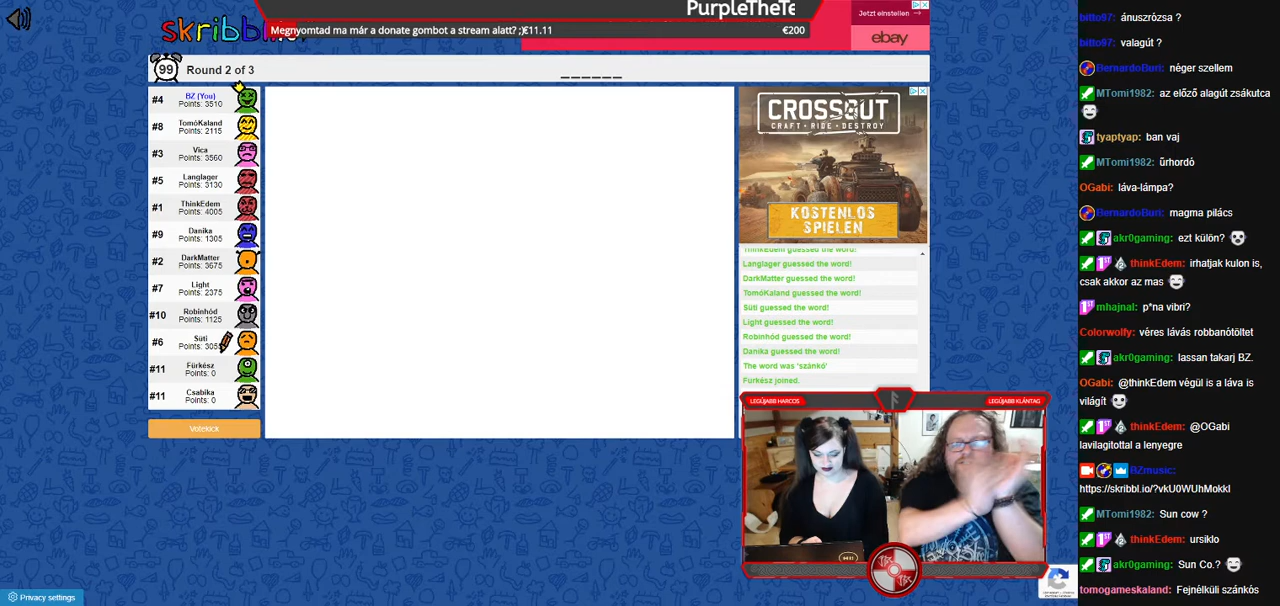 PurpleTheTe
skribbl.io
Megnyomtad ma már a donate gombot a stream alatt? ;)
€11.11
€200
Jetzt einstellen →
ebay
99
Round 2 of 3
______
#4 BZ (You)
Points: 3510
#8 TomóKaland
Points: 2115
#3 Vica
Points: 3560
#5 Langlager
Points: 3130
#1 ThinkEdem
Points: 4005
#9 Danika
Points: 1305
#2 DarkMatter
Points: 3675
#7 Light
Points: 2375
#10 Robinhód
Points: 1125
#6 Süti
Points: 3055
#11 Fürkész
Points: 0
#11 Csabika
Points: 0
Votekick
CROSSOUT
CRAFT • RIDE • DESTROY
KOSTENLOS
SPIELEN
ThinkEdem guessed the word!
Langlager guessed the word!
DarkMatter guessed the word!
TomóKaland guessed the word!
Süti guessed the word!
Light guessed the word!
Robinhód guessed the word!
Danika guessed the word!
The word was 'szánkó'
Fürkész joined.
LEGÚJABB HARCOS
LEGÚJABB KLÁNTAG
Privacy settings
bitto97: ánuszrózsa ?
bitto97: valagút ?
BernardoBuri: néger szellem
MTomi1982: az előző alagút zsákutca
tyaptyap: ban vaj
MTomi1982: űrhordó
OGabi: láva-lámpa?
BernardoBuri: magma pilács
akr0gaming: ezt külön?
thinkEdem: irhatjak kulon is,
csak akkor az mas
mhajnal: p*na vibri?
Colorwolfy: véres lávás robbanótöltet
akr0gaming: lassan takarj BZ.
OGabi: @thinkEdem végül is a láva is
világít
thinkEdem: @OGabi
lavilagitottal a lenyegre
BZmusic:
https://skribbl.io/?vkU0WUhMokkI
MTomi1982: Sun cow ?
thinkEdem: ursiklo
akr0gaming: Sun Co.?
tomogameskaland: Fejnélküli szánkós